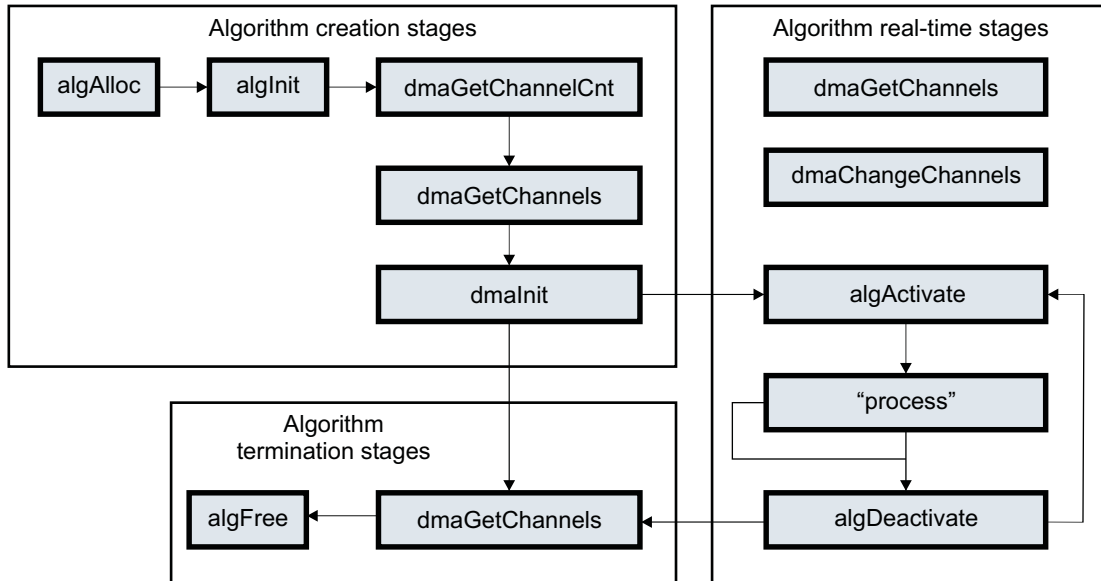 Algorithm creation stages
algAlloc
algInit
dmaGetChannelCnt
dmaGetChannels
dmaInit
Algorithm real-time stages
dmaGetChannels
dmaChangeChannels
algActivate
“process”
algDeactivate
Algorithm
termination stages
algFree
dmaGetChannels